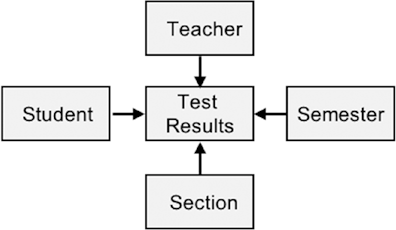 Teacher
Student
Test
Results
Semester
Section